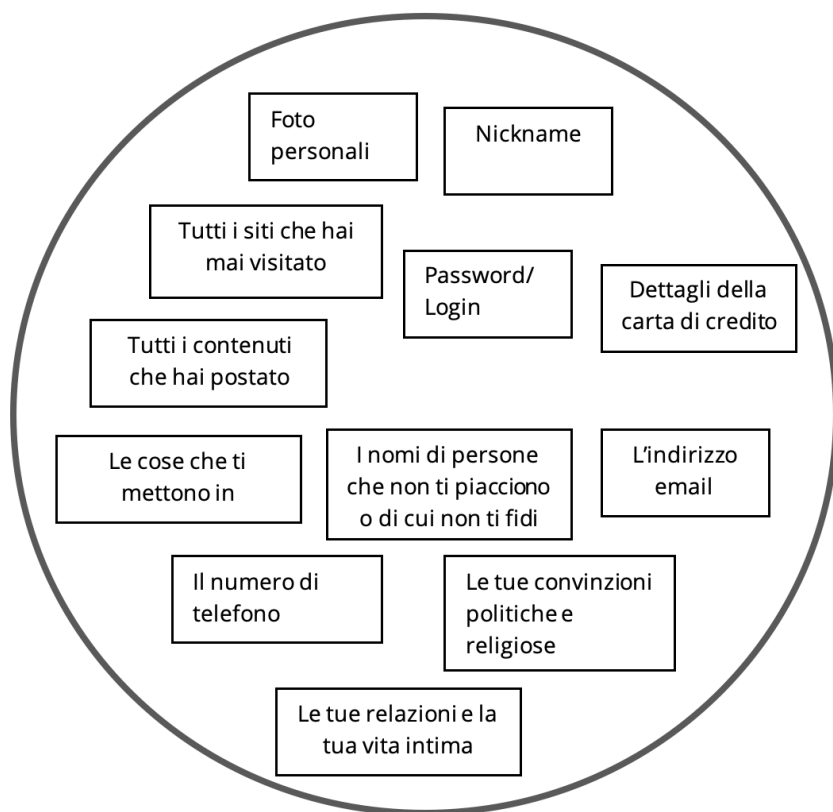 Foto
personali
Nickname
Tutti i siti che hai
mai visitato
Password/
Login
Dettagli della
carta di credito
Tutti i contenuti
che hai postato
Le cose che ti
mettono in
I nomi di persone
che non ti piacciono
o di cui non ti fidi
L’indirizzo
email
Il numero di
telefono
Le tue convinzioni
politiche e
religiose
Le tue relazioni e la
tua vita intima